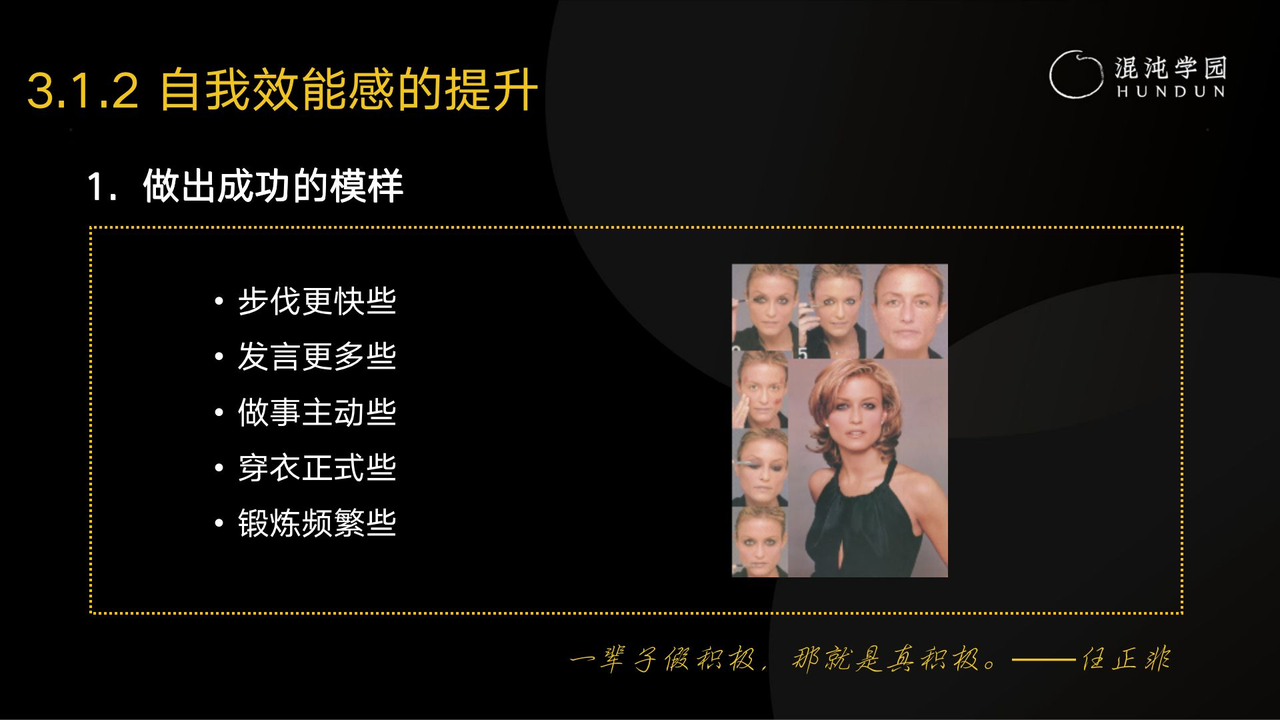 3.1.2 自我效能感的提升
混沌学园
HUNDUN
1. 做出成功的模样
• 步伐更快些
• 发言更多些
• 做事主动些
• 穿衣正式些
• 锻炼频繁些
5
一辈子假积极，那就是真积极。——任正非